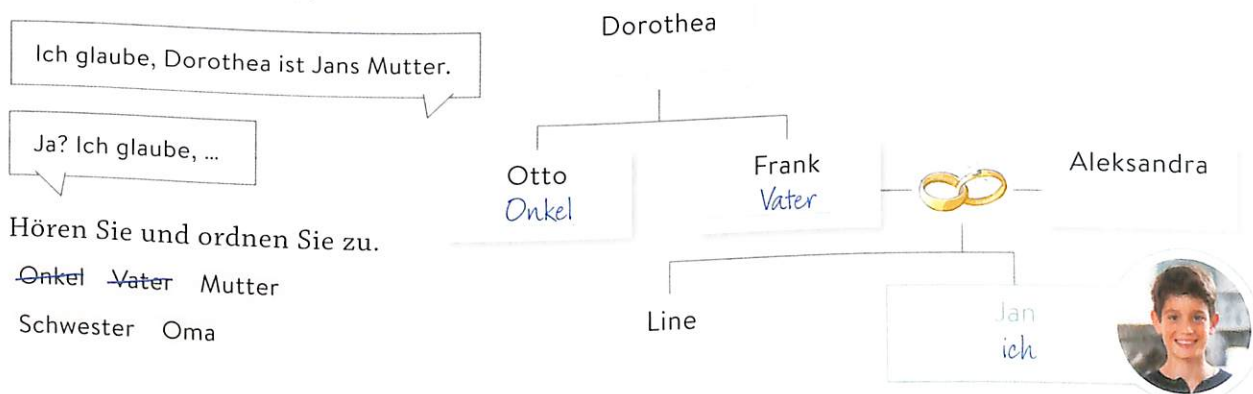 Ich glaube, Dorothea ist Jans Mutter.
Ja? Ich glaube, ...
Hören Sie und ordnen Sie zu.
Onkel Vater Mutter
Schwester Oma
Dorothea
Otto
Onkel
Frank
Vater
Aleksandra
Line
Jan
ich